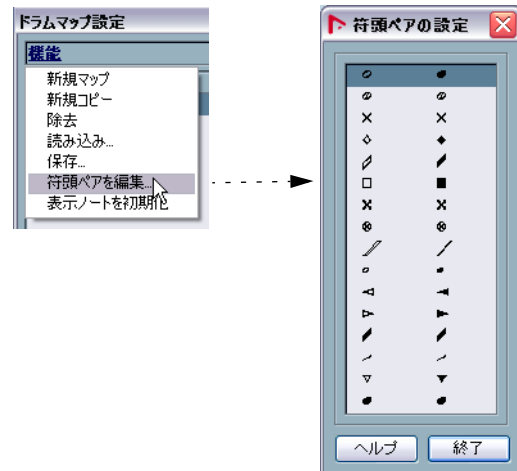 ドラムマップ設定
機能
新規マップ
新規コピー
除去
読み込み...
保存...
符頭ペアを編集...
表示ノートを初期化
符頭ペアの設定
ヘルプ
終了